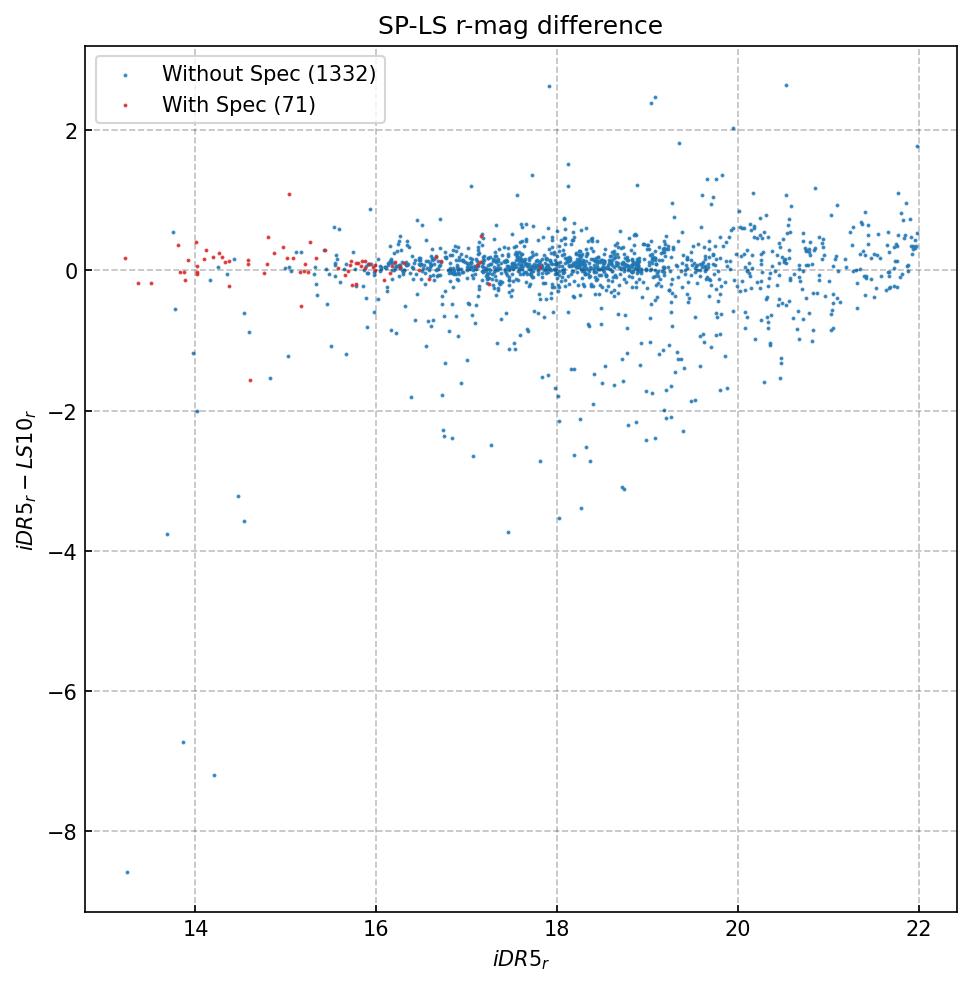 SP-LS r-mag difference
Without Spec (1332)
With Spec (71)
2
0
−2
−4
−6
−8
iDR5r − LS10r
14 16 18 20 22
iDR5r